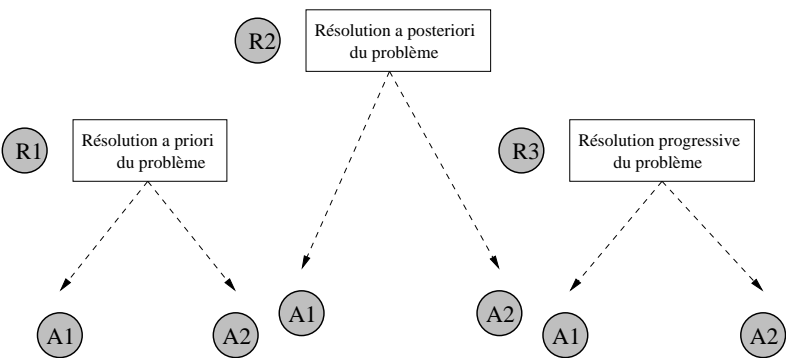 R2
Résolution a posteriori
du problème
R1
Résolution a priori
du problème
R3
Résolution progressive
du problème
A1
A2
A1
A2
A1
A2